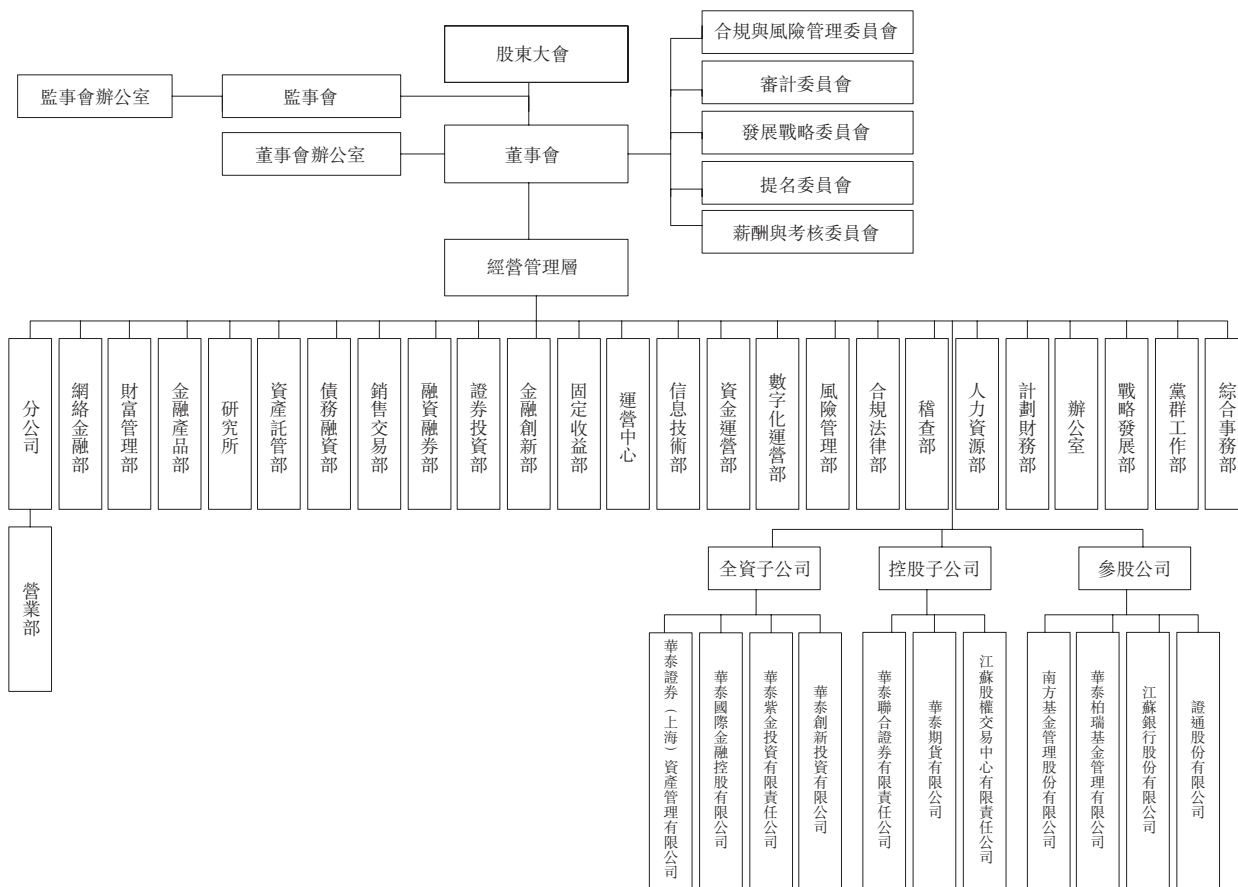 股東大會
合規與風險管理委員會
審計委員會
監事會辦公室
監事會
發展戰略委員會
董事會辦公室
董事會
提名委員會
薪酬與考核委員會
經營管理層
分公司
網絡金融部
財富管理部
金融產品部
研究所
資產託管部
債務融資部
銷售交易部
融資融券部
證券投資部
金融創新部
固定收益部
運營中心
信息技術部
資金運營部
數字化運營部
風險管理部
合規法律部
稽查部
人力資源部
計劃財務部
辦公室
戰略發展部
黨群工作部
綜合事務部
營業部
全資子公司
控股子公司
參股公司
華泰證券（上海）資產管理有限公司
華泰國際金融控股有限公司
華泰紫金投資有限責任公司
華泰創新投資有限公司
華泰聯合證券有限責任公司
華泰期貨有限公司
江蘇股權交易中心有限責任公司
南方基金管理股份有限公司
華泰柏瑞基金管理有限公司
江蘇銀行股份有限公司
證通股份有限公司